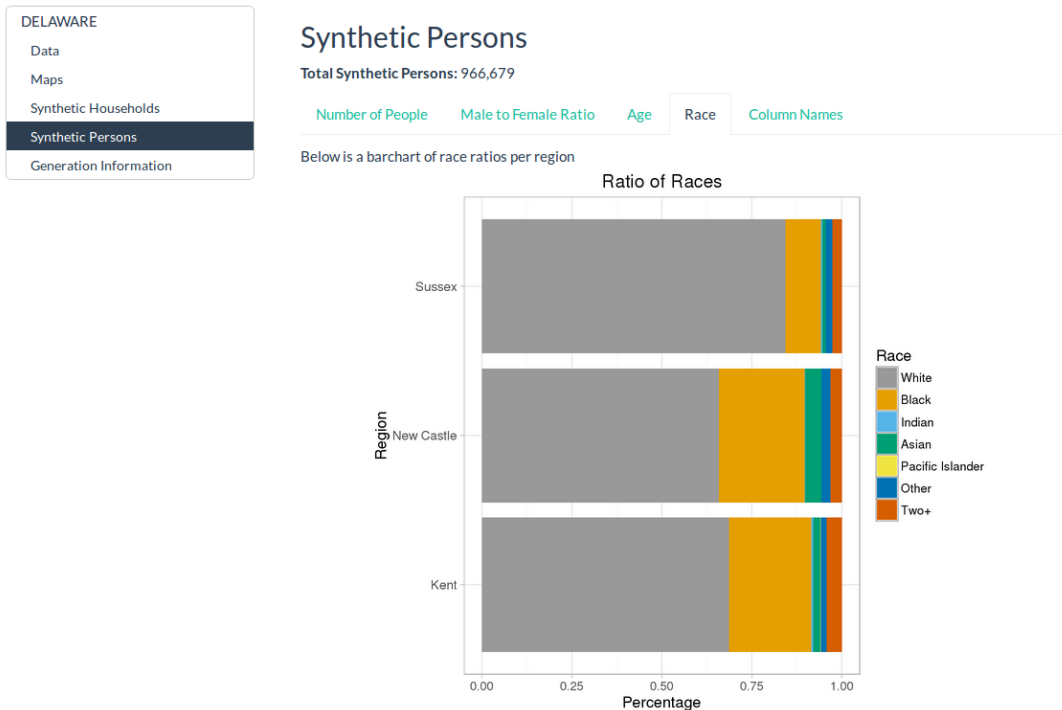 DELAWARE
Data
Maps
Synthetic Households
Synthetic Persons
Generation Information
Synthetic Persons
Total Synthetic Persons: 966,679
Number of People Male to Female Ratio Age Race Column Names
Below is a barchart of race ratios per region
Ratio of Races
Region
Sussex
New Castle
Kent
0.00 0.25 0.50 0.75 1.00
Percentage
Race
White
Black
Indian
Asian
Pacific Islander
Other
Two+